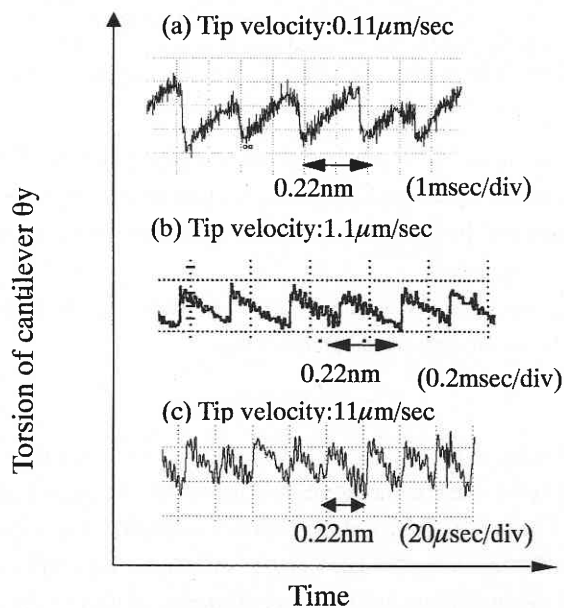 (a) Tip velocity:0.11μm/sec
0.22nm (1msec/div)
(b) Tip velocity:1.1μm/sec
0.22nm (0.2msec/div)
(c) Tip velocity:11μm/sec
0.22nm (20μsec/div)
Torsion of cantilever θy
Time